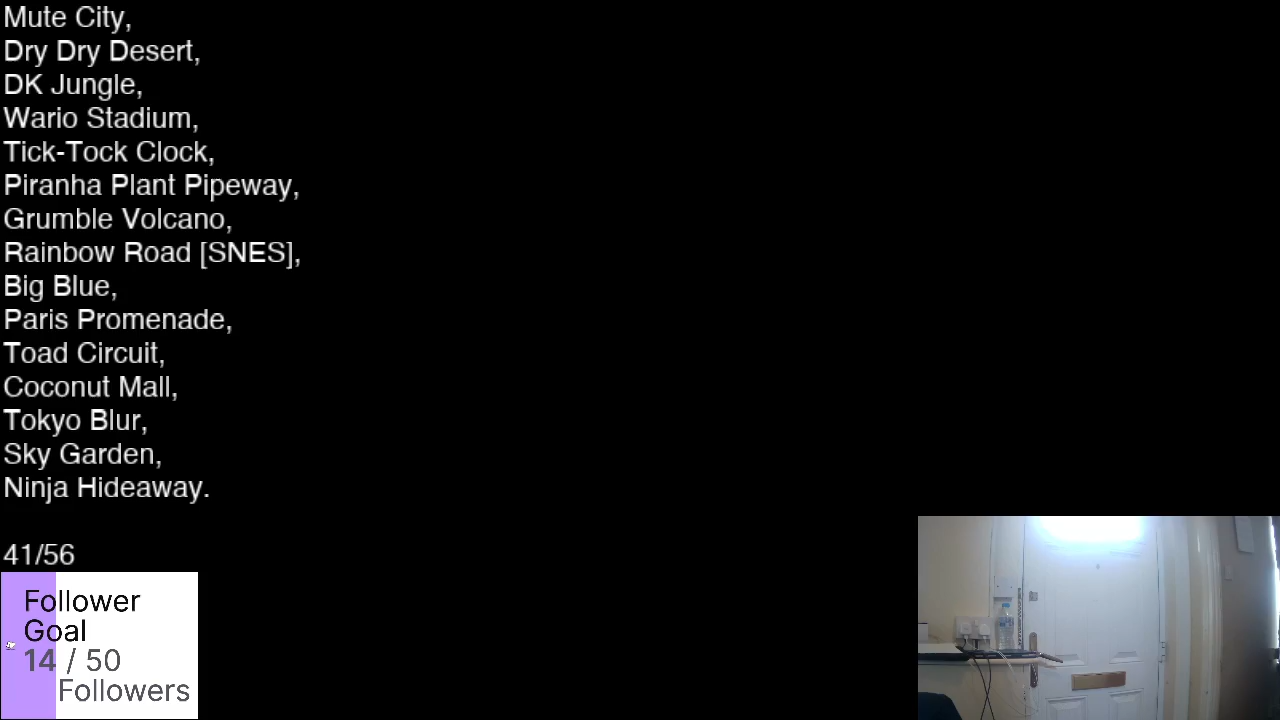 Mute City,
Dry Dry Desert,
DK Jungle,
Wario Stadium,
Tick-Tock Clock,
Piranha Plant Pipeway,
Grumble Volcano,
Rainbow Road [SNES],
Big Blue,
Paris Promenade,
Toad Circuit,
Coconut Mall,
Tokyo Blur,
Sky Garden,
Ninja Hideaway.
41/56
Follower
Goal
14 / 50
Followers